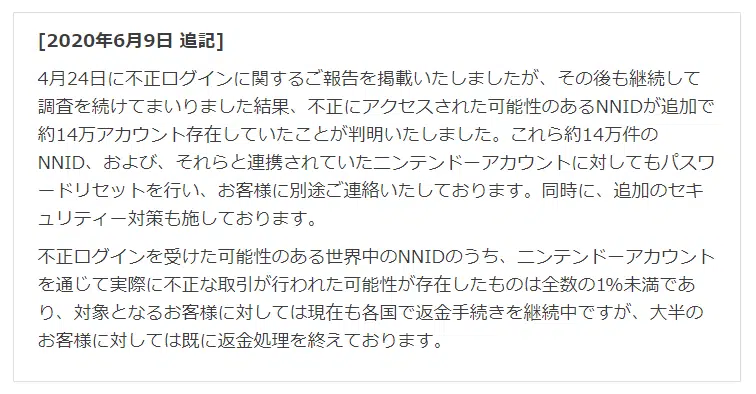 [2020年6月9日 追記]
4月24日に不正ログインに関するご報告を掲載いたしましたが、その後も継続して
調査を続けてまいりました結果、不正にアクセスされた可能性のあるNNIDが追加で
約14万アカウント存在していたことが判明いたしました。これら約14万件の
NNID、および、それらと連携されていたニンテンドーアカウントに対してもパスワ
ードリセットを行い、お客様に別途ご連絡いたしております。同時に、追加のセキ
ュリティー対策も施しております。
不正ログインを受けた可能性のある世界中のNNIDのうち、ニンテンドーアカウント
を通じて実際に不正な取引が行われた可能性が存在したものは全数の1%未満であ
り、対象となるお客様に対しては現在も各国で返金手続きを継続中ですが、大半の
お客様に対しては既に返金処理を終えております。